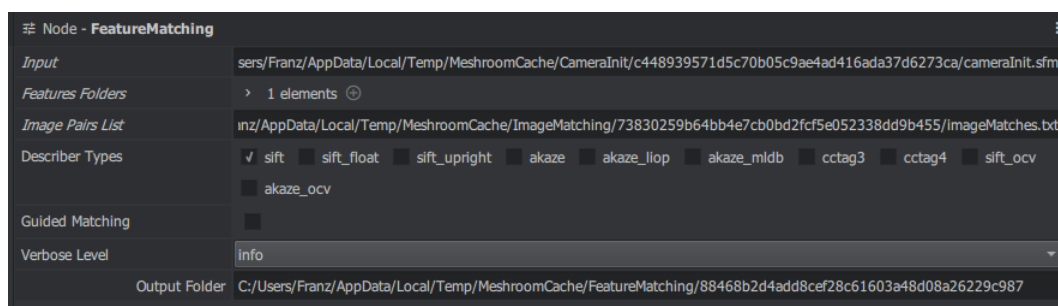 Node - FeatureMatching
Input sers/Franz/AppData/Local/Temp/MeshroomCache/CameraInit/c448939571d5c70b05c9ae4ad416ada37d6273ca/cameraInit.sfm
Features Folders > 1 elements
Image Pairs List nz/AppData/Local/Temp/MeshroomCache/ImageMatching/73830259b64bb4e7cb0bd2fcf5e052338dd9b455/imageMatches.txt
Describer Types sift sift_float sift_upright akaze akaze_liop akaze_mldb cctag3 cctag4 sift_ocv
akaze_ocv
Guided Matching
Verbose Level info
Output Folder C:/Users/Franz/AppData/Local/Temp/MeshroomCache/FeatureMatching/88468b2d4add8cef28c61603a48d08a26229c987